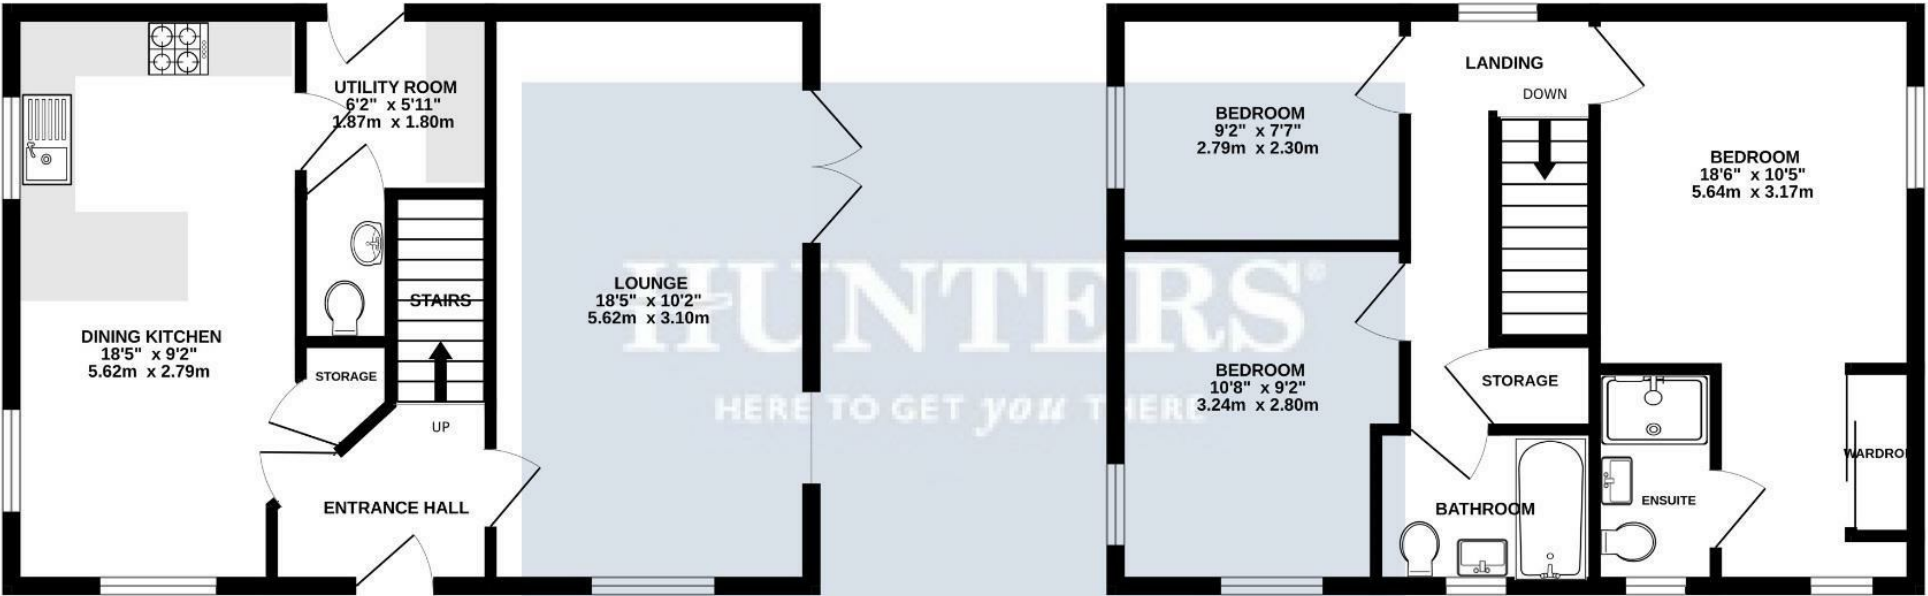 UTILITY ROOM
6'2" x 5'11"
1.87m x 1.80m
DINING KITCHEN
18'5" x 9'2"
5.62m x 2.79m
STAIRS
STORAGE
UP
ENTRANCE HALL
LOUNGE
18'5" x 10'2"
5.62m x 3.10m
HUNTERS®
HERE TO GET you THERE
BEDROOM
9'2" x 7'7"
2.79m x 2.30m
LANDING
DOWN
BEDROOM
18'6" x 10'5"
5.64m x 3.17m
BEDROOM
10'8" x 9'2"
3.24m x 2.80m
STORAGE
BATHROOM
ENSUITE
WARDRO